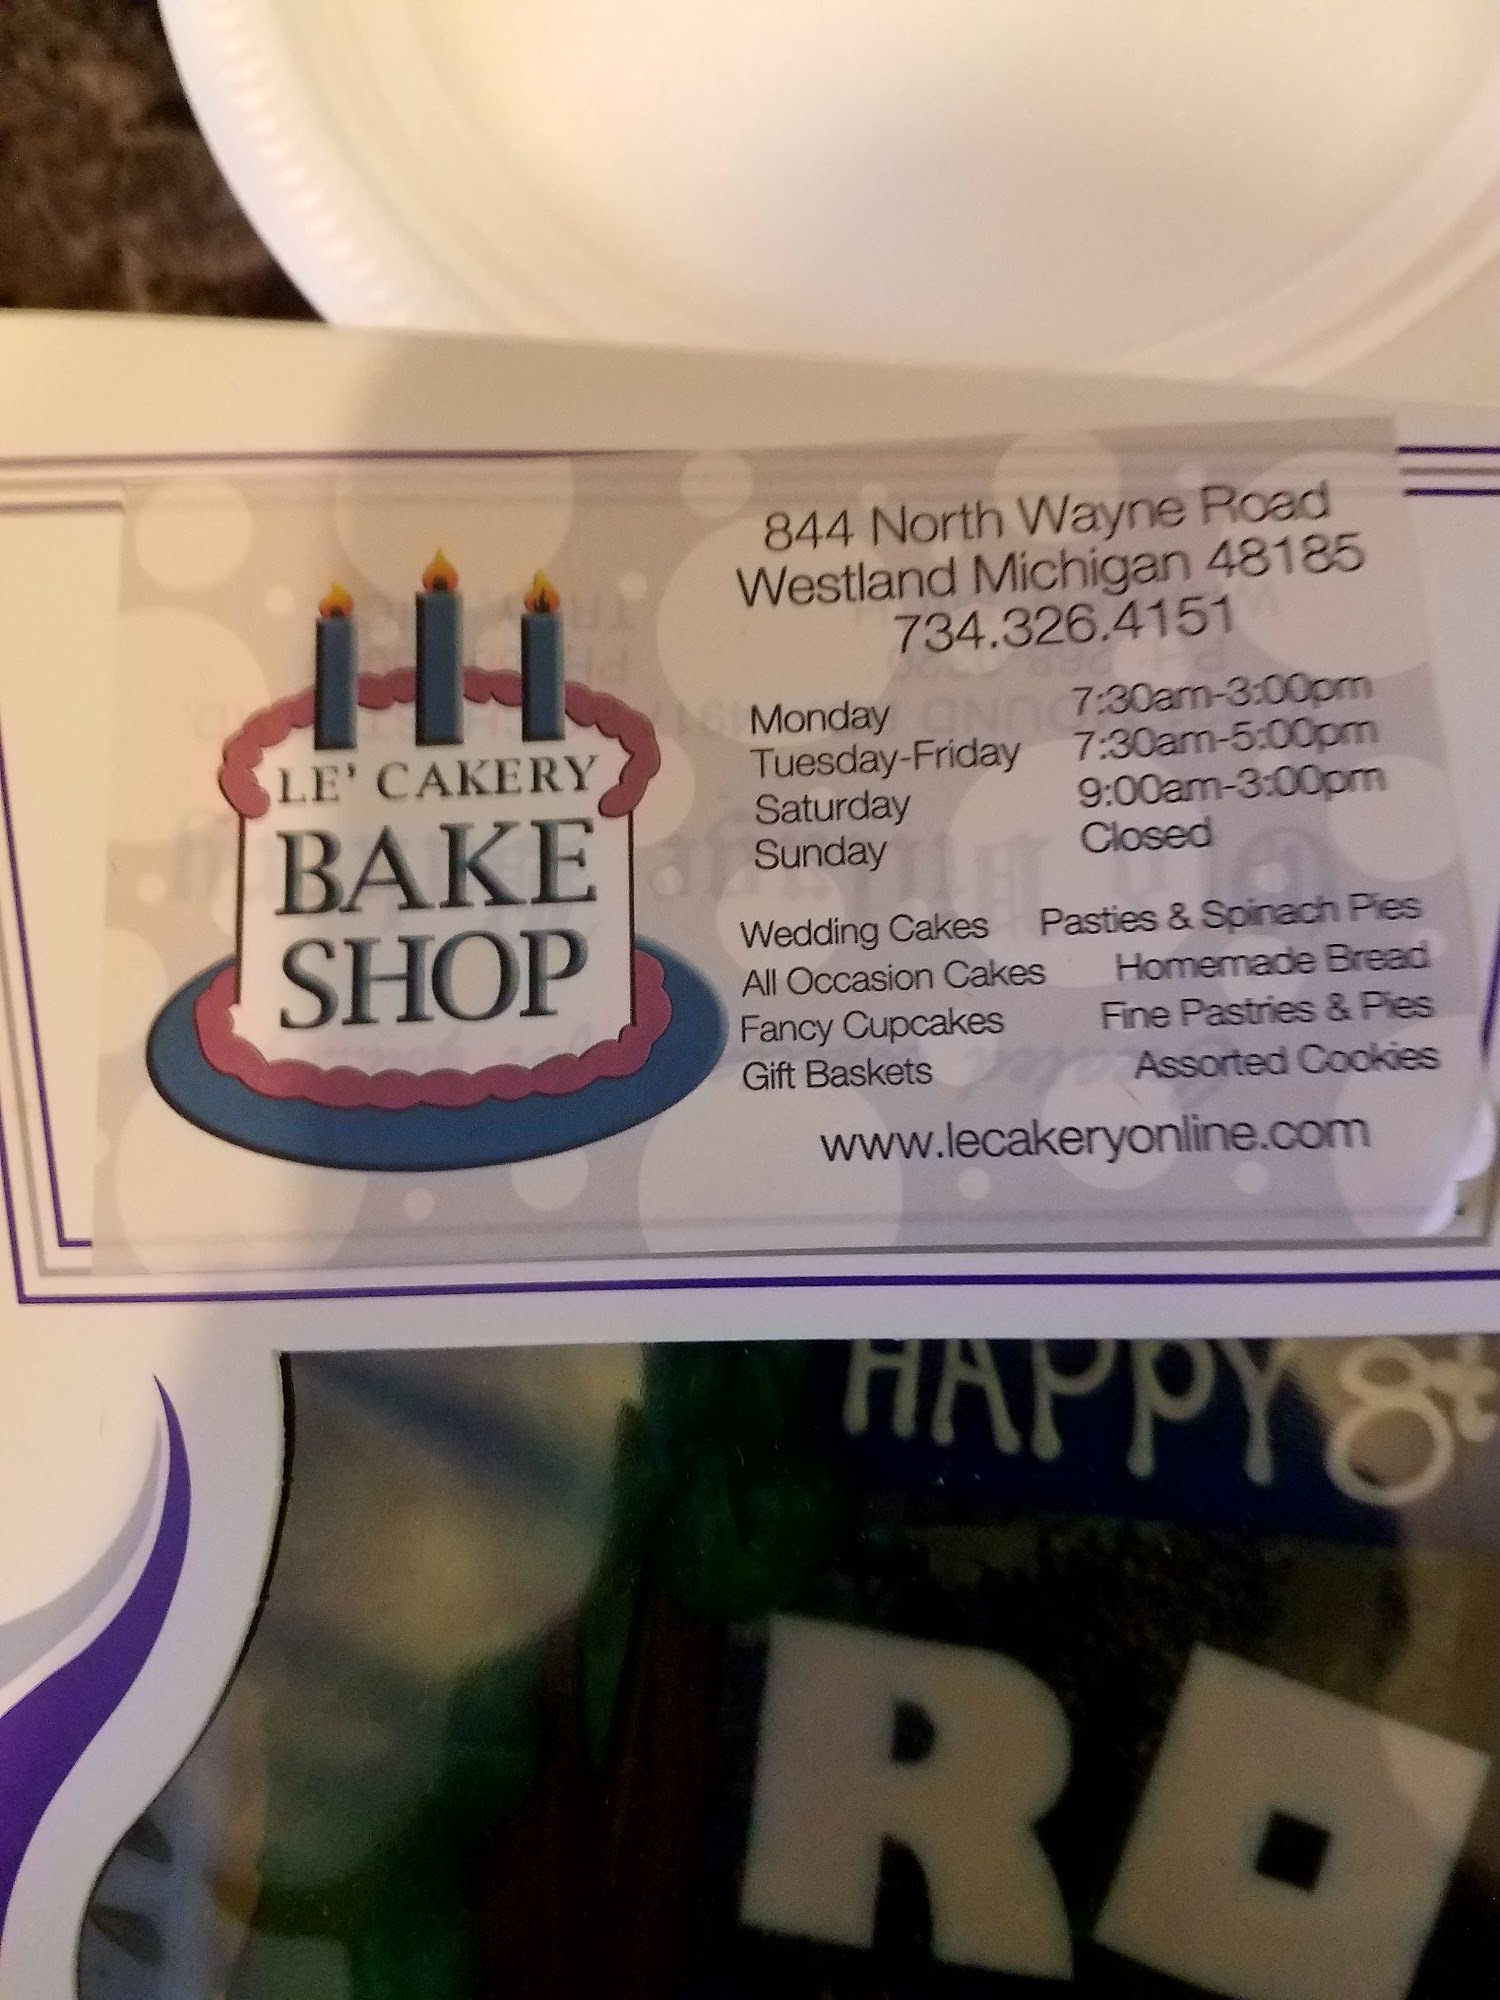 LE' CAKERY
BAKE
SHOP
844 North Wayne Road
Westland Michigan 48185
734.326.4151
Monday 7:30am-3:00pm
Tuesday-Friday 7:30am-5:00pm
Saturday 9:00am-3:00pm
Sunday Closed
Wedding Cakes Pasties & Spinach Pies
All Occasion Cakes Homemade Bread
Fancy Cupcakes Fine Pastries & Pies
Gift Baskets Assorted Cookies
www.lecakeryonline.com
HAPPY 8t
R